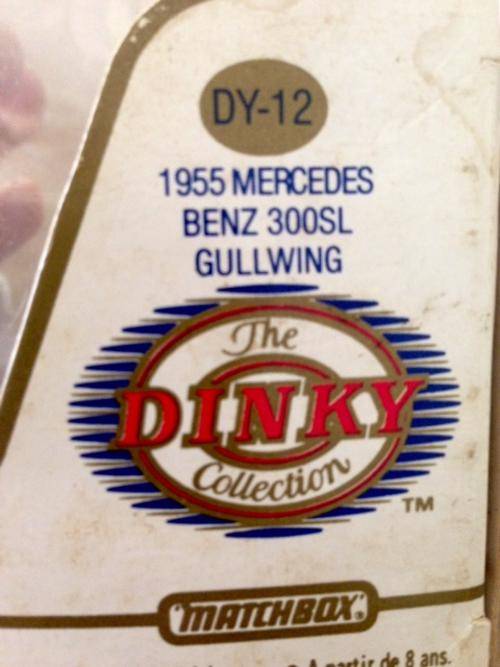 DY-12
1955 MERCEDES
BENZ 300SL
GULLWING
The
DINKY
Collection
TM
"MATCHBOX"®
A partir de 8 ans.